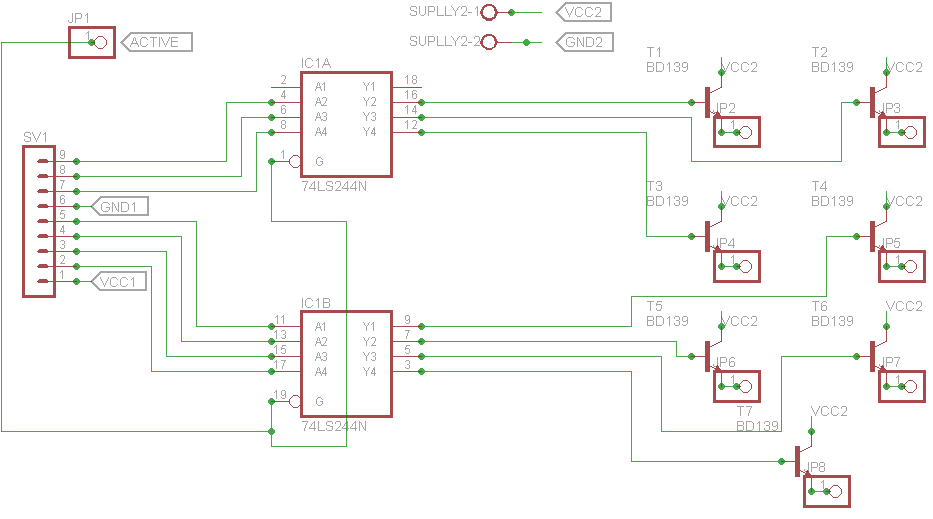 JP1
1
ACTIVE
SUPLLY2-1
VCC2
SUPLLY2-2
GND2
IC1A
2 A1 Y1 18
4 A2 Y2 16
6 A3 Y3 14
8 A4 Y4 12
1 G
74LS244N
T1
BD139
VCC2
JP2
1
T2
BD139
VCC2
JP3
1
SV1
9
8
7
6
5
4
3
2
1
GND1
VCC1
T3
BD139
VCC2
JP4
1
T4
BD139
VCC2
JP5
1
IC1B
11 A1 Y1 9
13 A2 Y2 7
15 A3 Y3 5
17 A4 Y4 3
19 G
74LS244N
T5
BD139
VCC2
JP6
1
T6
BD139
VCC2
JP7
1
T7
BD139
VCC2
JP8
1